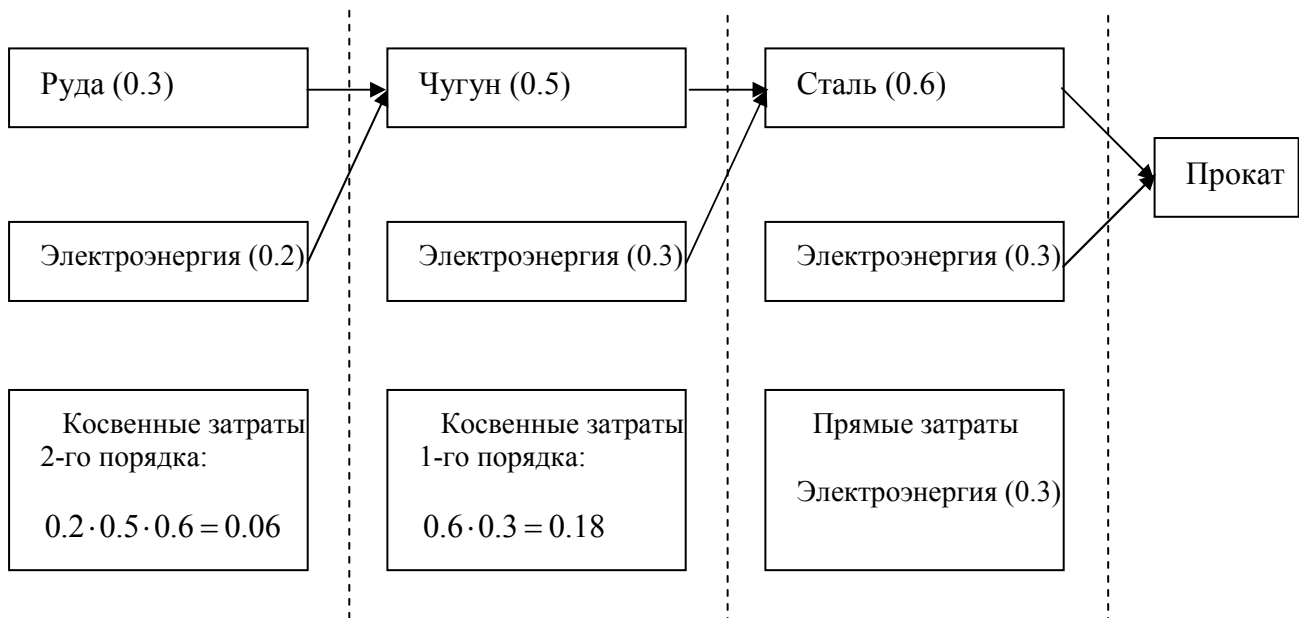 Руда (0.3)
Чугун (0.5)
Сталь (0.6)
Прокат
Электроэнергия (0.2)
Электроэнергия (0.3)
Электроэнергия (0.3)
Косвенные затраты
2-го порядка:
0.2·0.5·0.6 = 0.06
Косвенные затраты
1-го порядка:
0.6·0.3 = 0.18
Прямые затраты
Электроэнергия (0.3)